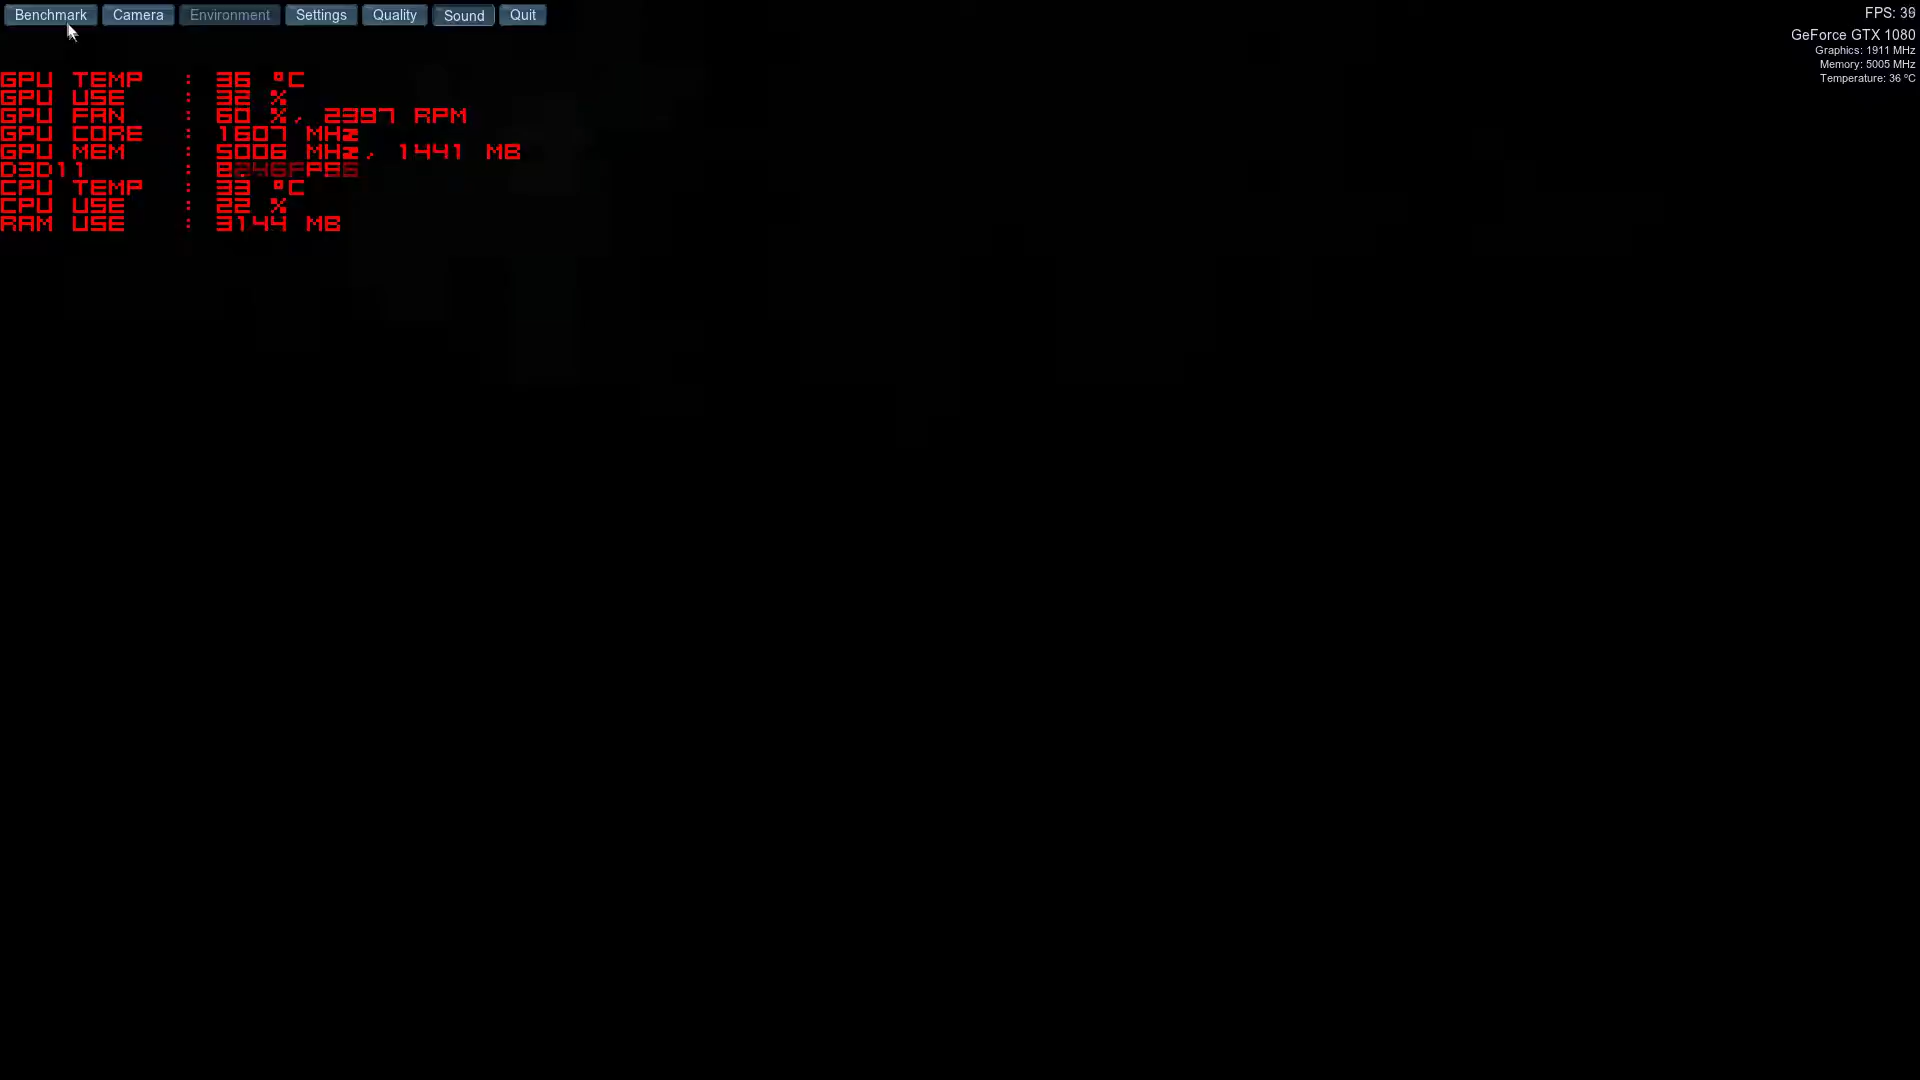 Benchmark Camera Environment Settings Quality Sound Quit
FPS:
GeForce GTX 1080
Graphics: 1911 MHz
Memory: 5005 MHz
Temperature: 36 °C
GPU TEMP : 36 °C
GPU USE : 32 %
GPU FAN : 60 %, 2397 RPM
GPU CORE : 1607 MHz
GPU MEM : 5006 MHz, 1441 MB
D3D11 :
CPU TEMP : 33 °C
CPU USE : 22 %
RAM USE : 3144 MB